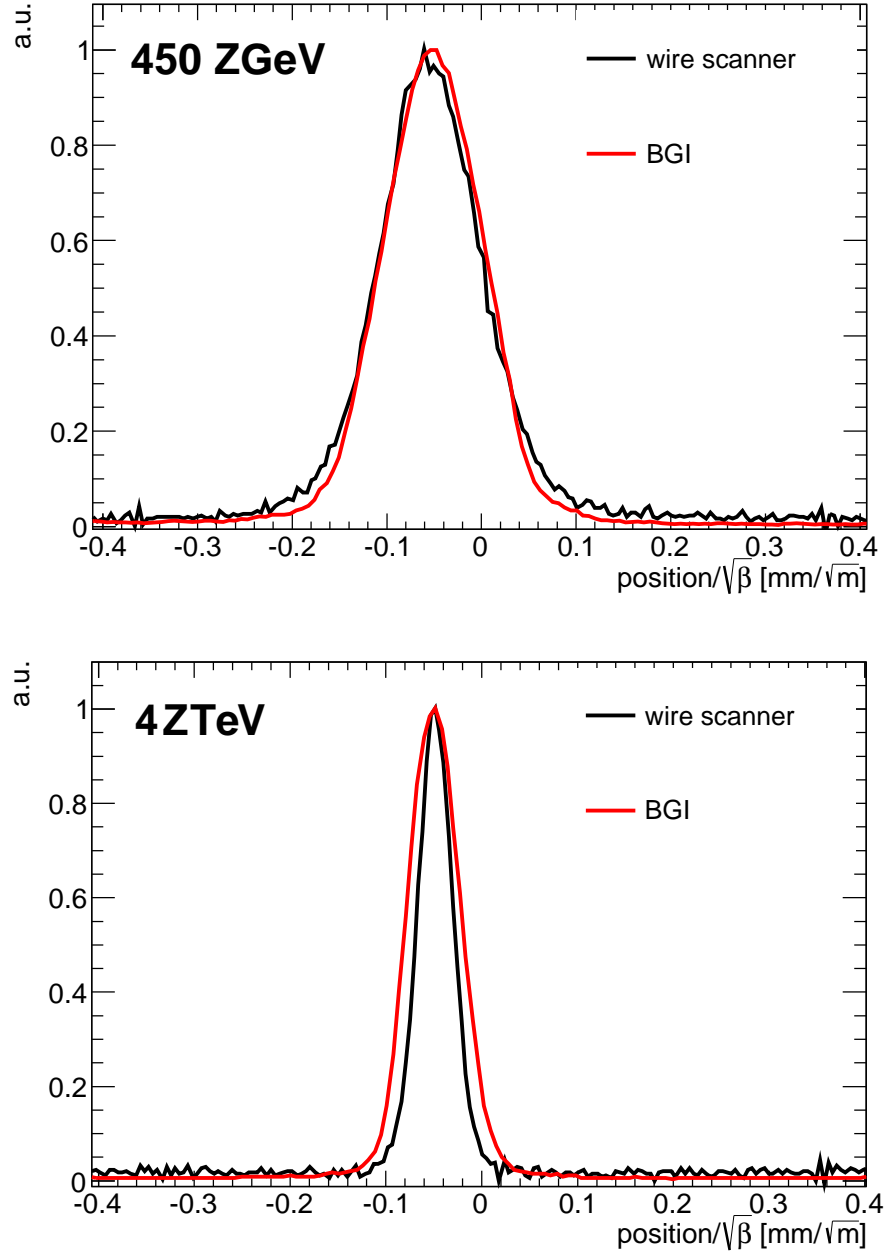 a.u.
450 ZGeV
wire scanner
BGI
1
0.8
0.6
0.4
0.2
0
-0.4 -0.3 -0.2 -0.1 0 0.1 0.2 0.3 0.4
position/√β [mm/√m]
a.u.
4 ZTeV
wire scanner
BGI
1
0.8
0.6
0.4
0.2
0
-0.4 -0.3 -0.2 -0.1 0 0.1 0.2 0.3 0.4
position/√β [mm/√m]